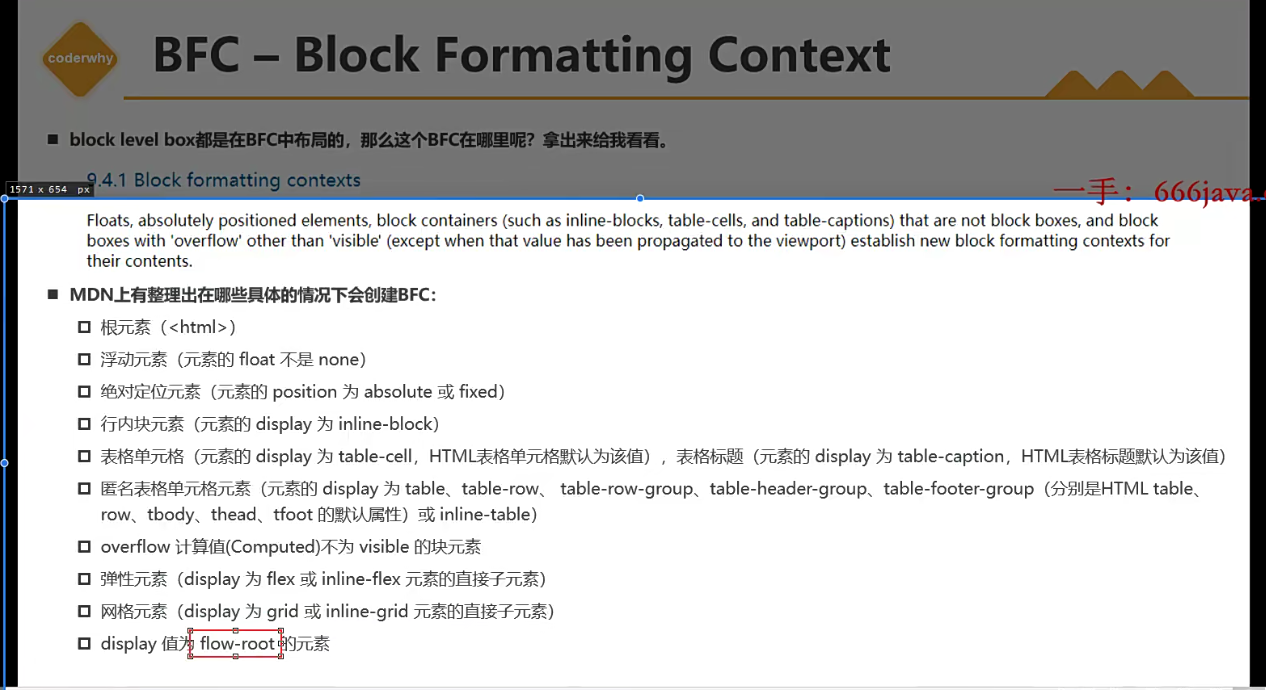 coderwhy
BFC – Block Formatting Context
block level box都是在BFC中布局的，那么这个BFC在哪里呢？拿出来给我看看。
9.4.1 Block formatting contexts
1571 x 654 px
一手： 666java.
Floats, absolutely positioned elements, block containers (such as inline-blocks, table-cells, and table-captions) that are not block boxes, and block
boxes with 'overflow' other than 'visible' (except when that value has been propagated to the viewport) establish new block formatting contexts for
their contents.
MDN上有整理出在哪些具体的情况下会创建BFC：
根元素（<html>）
浮动元素（元素的 float 不是 none）
绝对定位元素（元素的 position 为 absolute 或 fixed）
行内块元素（元素的 display 为 inline-block）
表格单元格（元素的 display 为 table-cell，HTML表格单元格默认为该值），表格标题（元素的 display 为 table-caption，HTML表格标题默认为该值）
匿名表格单元格元素（元素的 display 为 table、table-row、 table-row-group、table-header-group、table-footer-group（分别是HTML table、
row、tbody、thead、tfoot 的默认属性）或 inline-table）
overflow 计算值(Computed)不为 visible 的块元素
弹性元素（display 为 flex 或 inline-flex 元素的直接子元素）
网格元素（display 为 grid 或 inline-grid 元素的直接子元素）
display 值为 flow-root 的元素